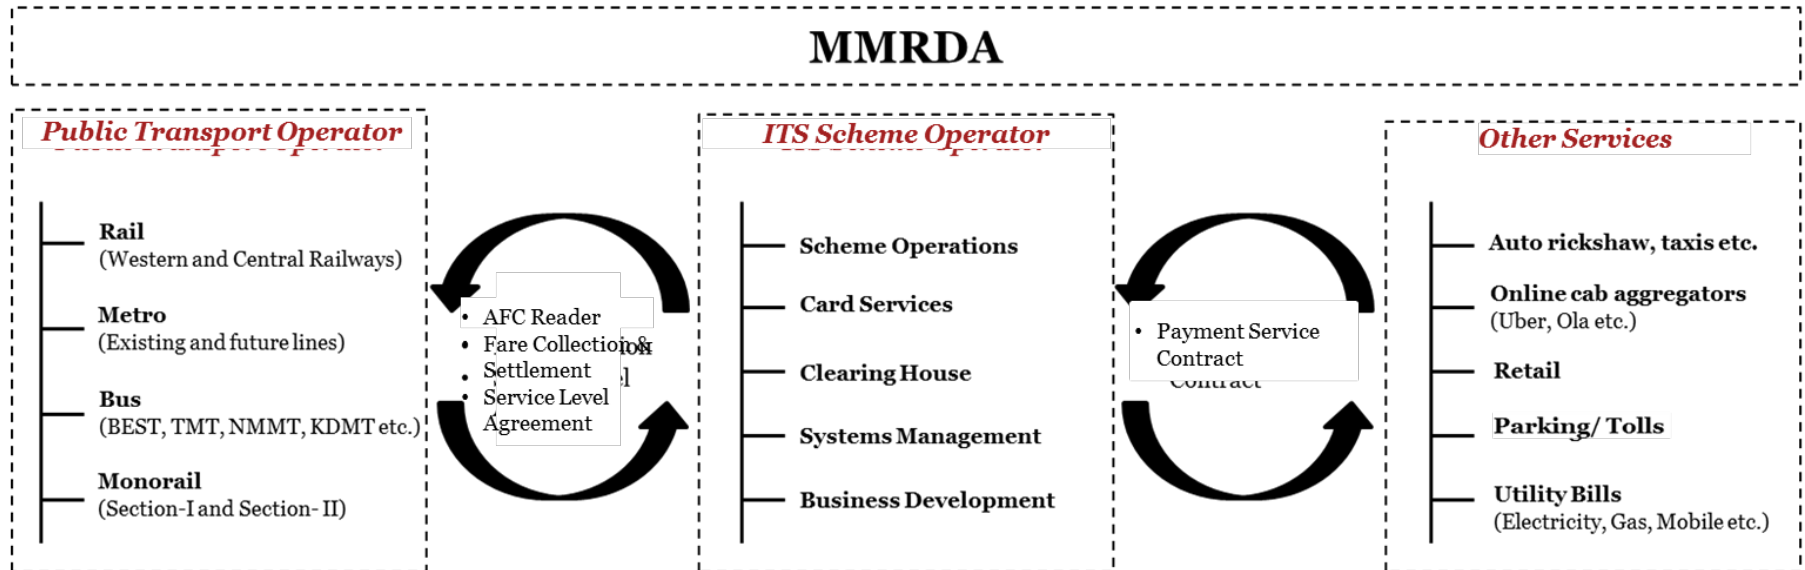 MMRDA
Public Transport Operator
Rail
(Western and Central Railways)
Metro
(Existing and future lines)
Bus
(BEST, TMT, NMMT, KDMT etc.)
Monorail
(Section-I and Section- II)
• AFC Reader
• Fare Collection &
Settlement
• Service Level
Agreement
ITS Scheme Operator
Scheme Operations
Card Services
Clearing House
Systems Management
Business Development
• Payment Service
Contract
Contract
Other Services
Auto rickshaw, taxis etc.
Online cab aggregators
(Uber, Ola etc.)
Retail
Parking/ Tolls
Utility Bills
(Electricity, Gas, Mobile etc.)